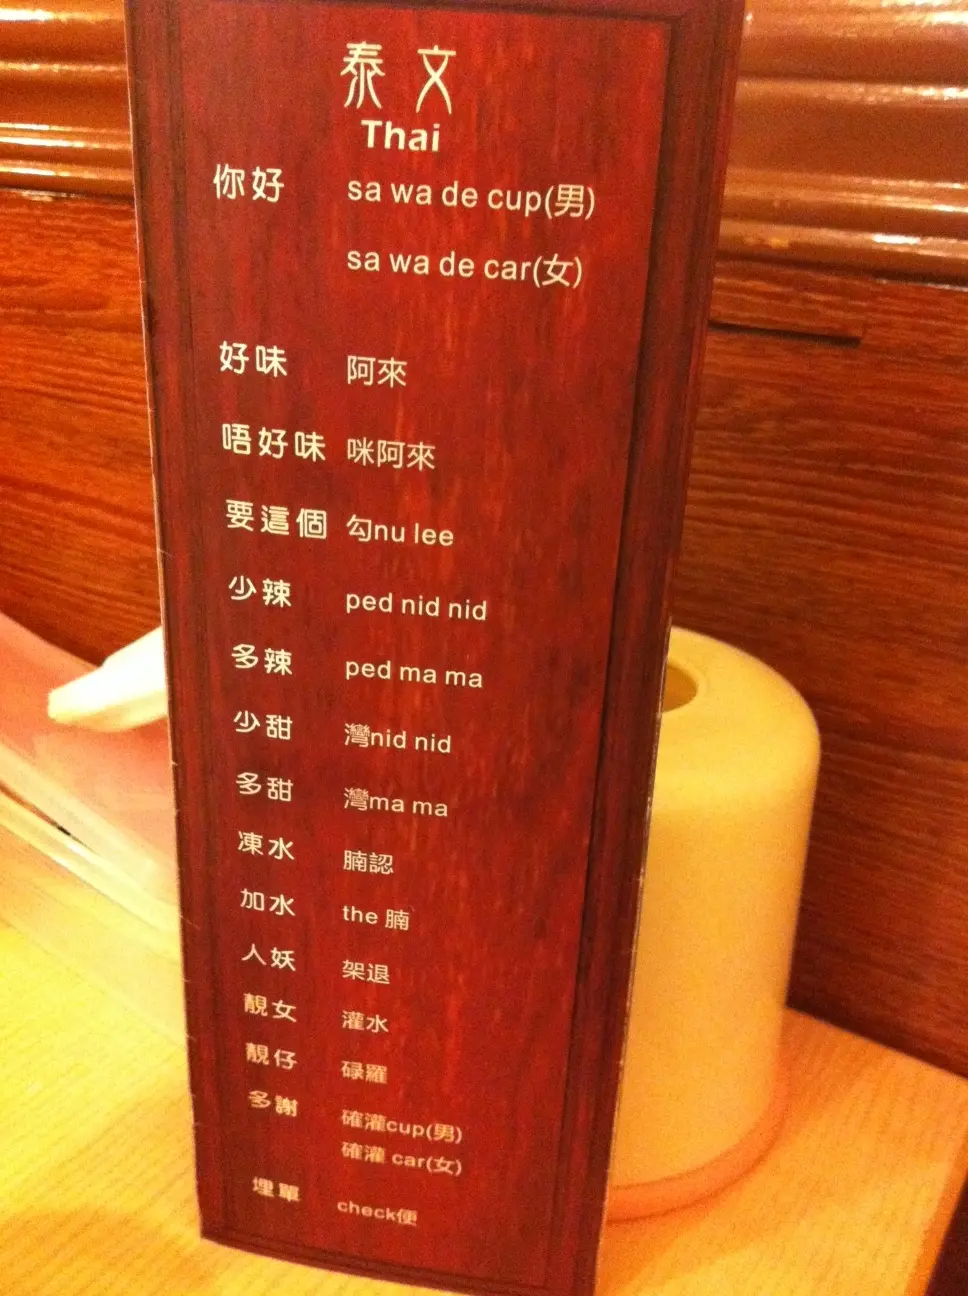 泰文
Thai
你好 sa wa de cup(男)
sa wa de car(女)
好味 阿來
唔好味 咪阿來
要這個 勾nu lee
少辣 ped nid nid
多辣 ped ma ma
少甜 灣nid nid
多甜 灣ma ma
凍水 腩認
加水 the 腩
人妖 架退
靚女 灌水
靚仔 碌羅
多謝 確灌cup(男)
確灌 car(女)
埋單 check便